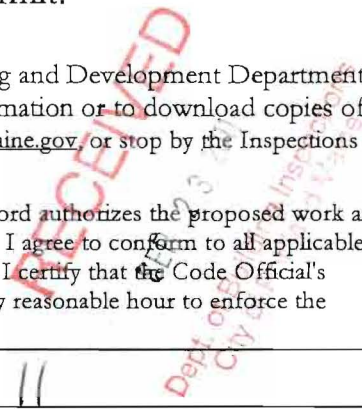 g and Development Department
mation or to download copies of
aine.gov, or stop by the Inspections
ord authorizes the proposed work a
I agree to conform to all applicable
I certify that the Code Official's
y reasonable hour to enforce the
11
RECEIVED
Dept. of Building Inspections
City of